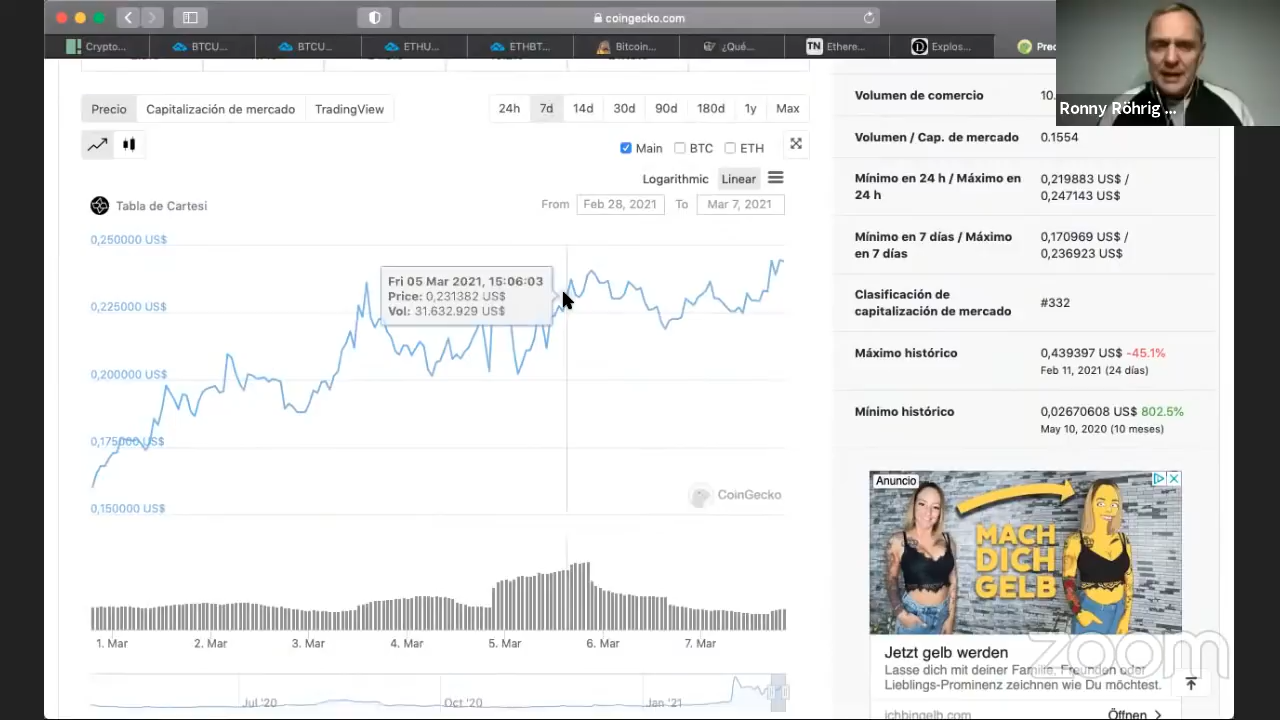 coingecko.com
Crypto...
BTCU...
BTCU...
ETHU...
ETHBT...
Bitcoin...
¿Qué...
TN Ethere...
Explos...
Ronny Röhrig ...
Precio Capitalización de mercado TradingView
24h 7d 14d 30d 90d 180d 1y Max
Main BTC ETH
Logarithmic Linear
Tabla de Cartesi
From Feb 28, 2021 To Mar 7, 2021
0,250000 US$
0,225000 US$
0,200000 US$
0,175000 US$
0,150000 US$
Fri 05 Mar 2021, 15:06:03
Price: 0,231382 US$
Vol: 31.632.929 US$
CoinGecko
1. Mar 2. Mar 3. Mar 4. Mar 5. Mar 6. Mar 7. Mar
Jul '20 Oct '20 Jan '21
Volumen de comercio 10.
Volumen / Cap. de mercado 0.1554
Mínimo en 24 h / Máximo en
24 h
0,219883 US$ /
0,247143 US$
Mínimo en 7 días / Máximo
en 7 días
0,170969 US$ /
0,236923 US$
Clasificación de
capitalización de mercado
#332
Máximo histórico 0,439397 US$ -45.1%
Feb 11, 2021 (24 días)
Mínimo histórico 0,02670608 US$ 802.5%
May 10, 2020 (10 meses)
Anuncio
MACH
DICH
GELB
Jetzt gelb werden
Lasse dich mit deiner Familie, Freunden oder
Lieblings-Prominenz zeichnen wie Du möchtest.
ichbingelb.com Öffnen
zoom